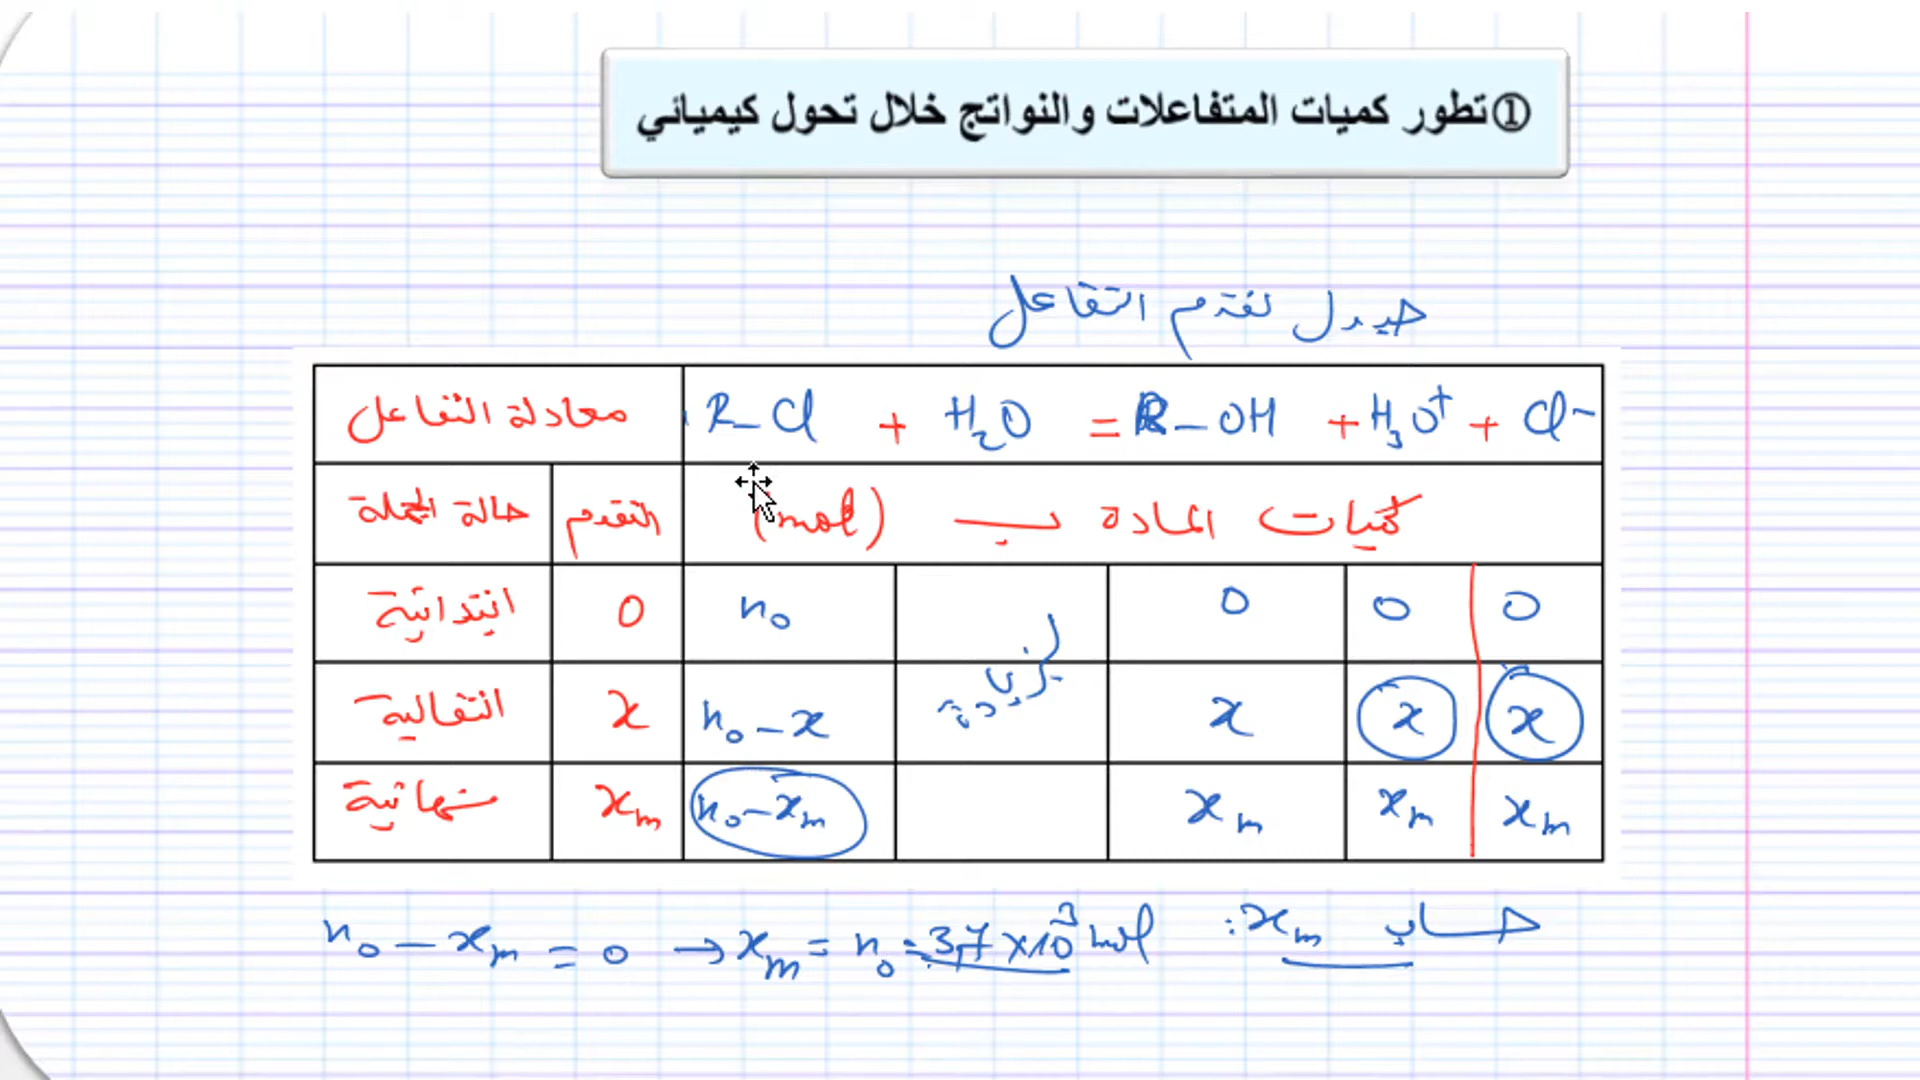 ①تطور كميات المتفاعلات والنواتج خلال تحول كيميائي
جدول تقدم التفاعل
معادلة التفاعل R-Cl + H₂O = R-OH + H₃O⁺ + Cl⁻
حالة الجملة التقدم كميات المادة بـ (mol)
ابتدائية 0 n₀ 0 0 0
بزيادة
انتقالية x n₀-x x x x
نهائية xₘ n₀-xₘ xₘ xₘ xₘ
حساب xₘ:
n₀-xₘ = 0 → xₘ = n₀ = 3,7×10⁻³ mol